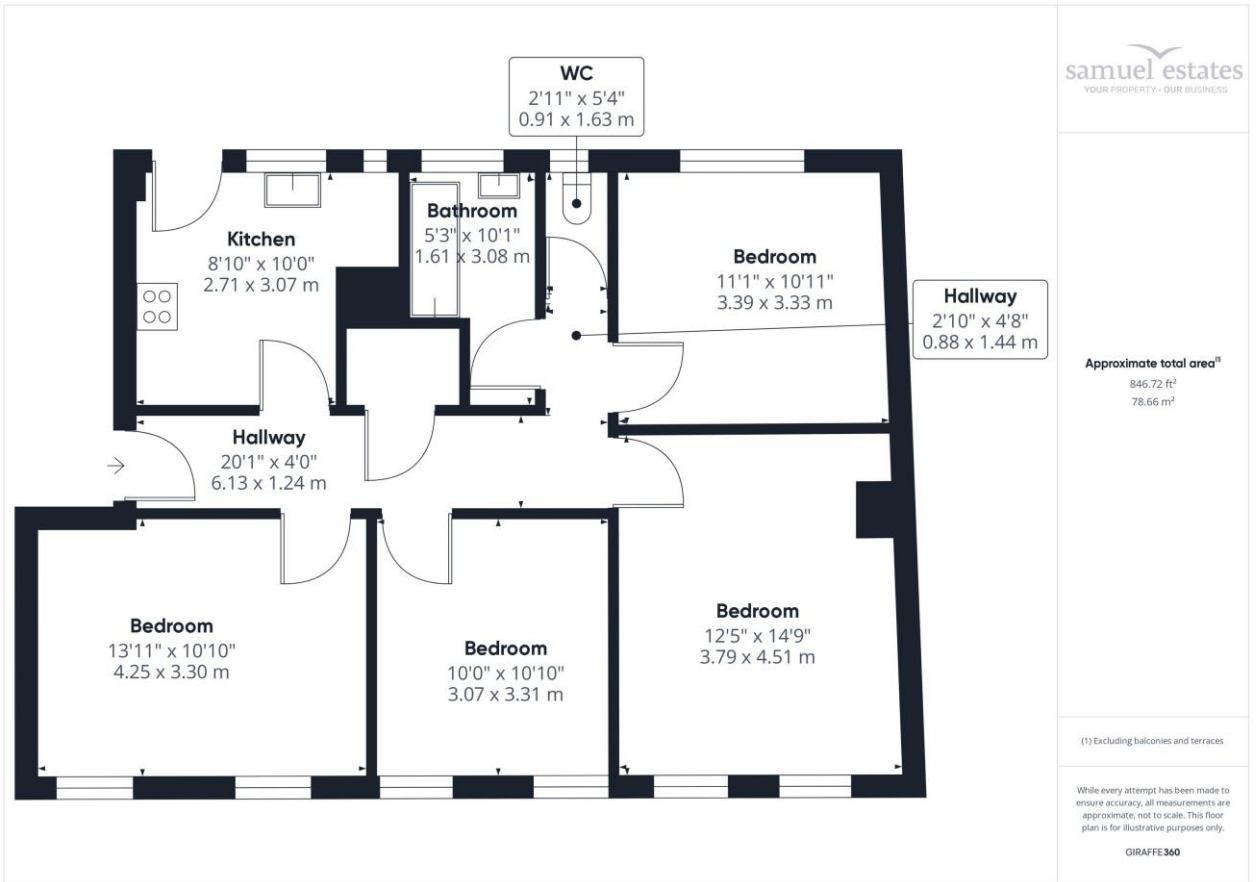 WC
2'11" x 5'4"
0.91 x 1.63 m
Kitchen
8'10" x 10'0"
2.71 x 3.07 m
Bathroom
5'3" x 10'1"
1.61 x 3.08 m
Bedroom
11'1" x 10'11"
3.39 x 3.33 m
Hallway
2'10" x 4'8"
0.88 x 1.44 m
Hallway
20'1" x 4'0"
6.13 x 1.24 m
Bedroom
13'11" x 10'10"
4.25 x 3.30 m
Bedroom
10'0" x 10'10"
3.07 x 3.31 m
Bedroom
12'5" x 14'9"
3.79 x 4.51 m
samuel estates
YOUR PROPERTY • OUR BUSINESS
Approximate total area⁽¹⁾
846.72 ft²
78.66 m²
(1) Excluding balconies and terraces
While every attempt has been made to
ensure accuracy, all measurements are
approximate, not to scale. This floor
plan is for illustrative purposes only.
GIRAFFE360